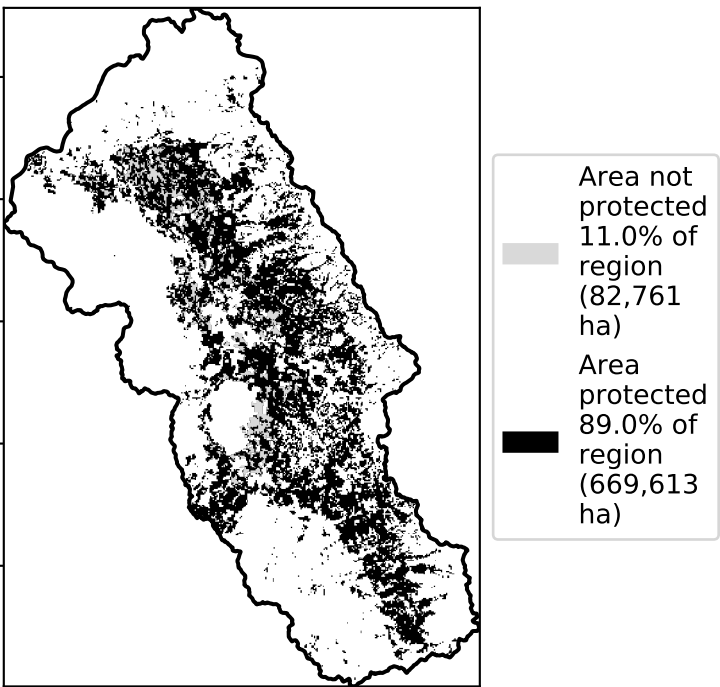 Area not
protected
11.0% of
region
(82,761
ha)
Area
protected
89.0% of
region
(669,613
ha)